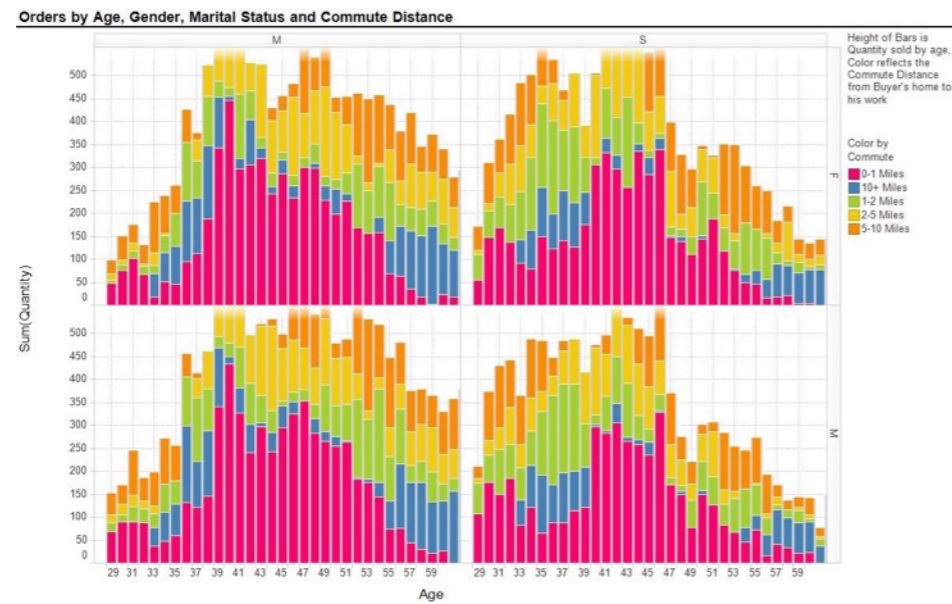 Orders by Age, Gender, Marital Status and Commute Distance
M
S
Height of Bars is
Quantity sold by age,
Color reflects the
Commute Distance
from Buyer's home to
his work
Color by
Commute
0-1 Miles
10+ Miles
1-2 Miles
2-5 Miles
5-10 Miles
Sum(Quantity)
500
450
400
350
300
250
200
150
100
50
0
F
500
450
400
350
300
250
200
150
100
50
0
M
29 31 33 35 37 39 41 43 45 47 49 51 53 55 57 59 29 31 33 35 37 39 41 43 45 47 49 51 53 55 57 59
Age